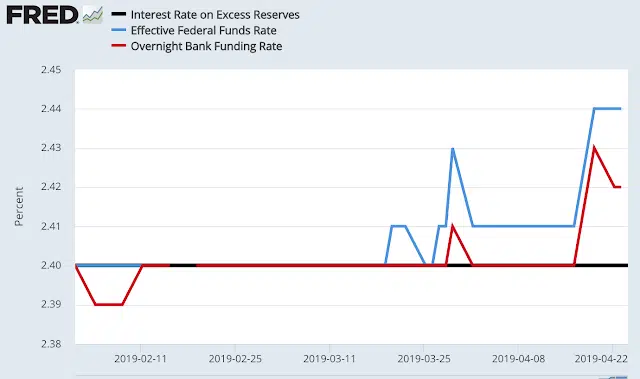 FRED
Interest Rate on Excess Reserves
Effective Federal Funds Rate
Overnight Bank Funding Rate
2.45
2.44
2.43
2.42
2.41
2.40
2.39
2.38
Percent
2019-02-11 2019-02-25 2019-03-11 2019-03-25 2019-04-08 2019-04-22